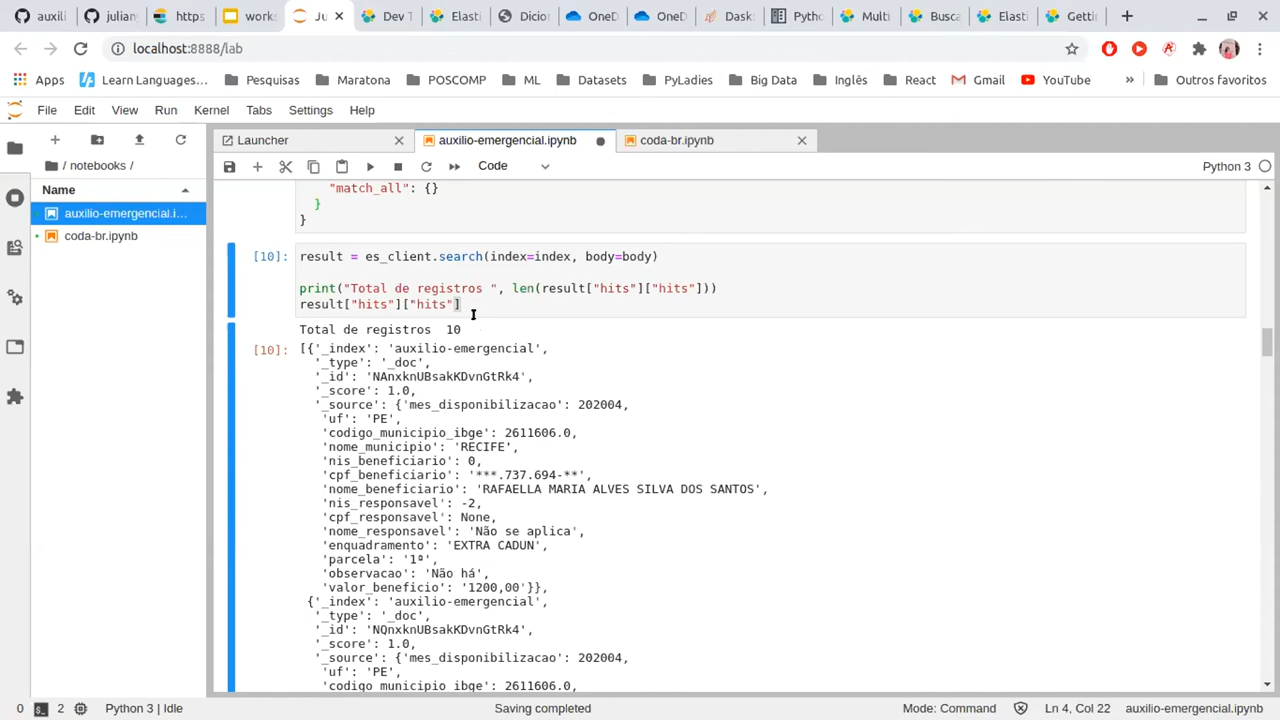 auxili
julian
https
works
Ju
Dev T
Elasti
Dicior
OneD
OneD
Dask:
Pytho
Multi
Busca
Elast
Gettir
localhost:8888/lab
Apps
Learn Languages...
Pesquisas
Maratona
POSCOMP
ML
Datasets
PyLadies
Big Data
Inglês
React
Gmail
YouTube
»
Outros favoritos
File
Edit
View
Run
Kernel
Tabs
Settings
Help
Launcher
auxilio-emergencial.ipynb
coda-br.ipynb
/ notebooks /
Code
Python 3
Name
auxilio-emergencial.i...
coda-br.ipynb
"match_all": {}
}
}
[10]:
result = es_client.search(index=index, body=body)
print("Total de registros ", len(result["hits"]["hits"]))
result["hits"]["hits"]
Total de registros  10
[10]:
[{'_index': 'auxilio-emergencial',
'_type': '_doc',
'_id': 'NAnxknUBsakKDvnGtRk4',
'_score': 1.0,
'_source': {'mes_disponibilizacao': 202004,
'uf': 'PE',
'codigo_municipio_ibge': 2611606.0,
'nome_municipio': 'RECIFE',
'nis_beneficiario': 0,
'cpf_beneficiario': '***.737.694-**',
'nome_beneficiario': 'RAFAELLA MARIA ALVES SILVA DOS SANTOS',
'nis_responsavel': -2,
'cpf_responsavel': None,
'nome_responsavel': 'Não se aplica',
'enquadramento': 'EXTRA CADUN',
'parcela': '1ª',
'observacao': 'Não há',
'valor_beneficio': '1200,00'}},
{'_index': 'auxilio-emergencial',
'_type': '_doc',
'_id': 'NQnxknUBsakKDvnGtRk4',
'_score': 1.0,
'_source': {'mes_disponibilizacao': 202004,
'uf': 'PE',
'codigo_municipio_ibge': 2611606.0,
0
2
Python 3 | Idle
Saving completed
Mode: Command
Ln 4, Col 22
auxilio-emergencial.ipynb